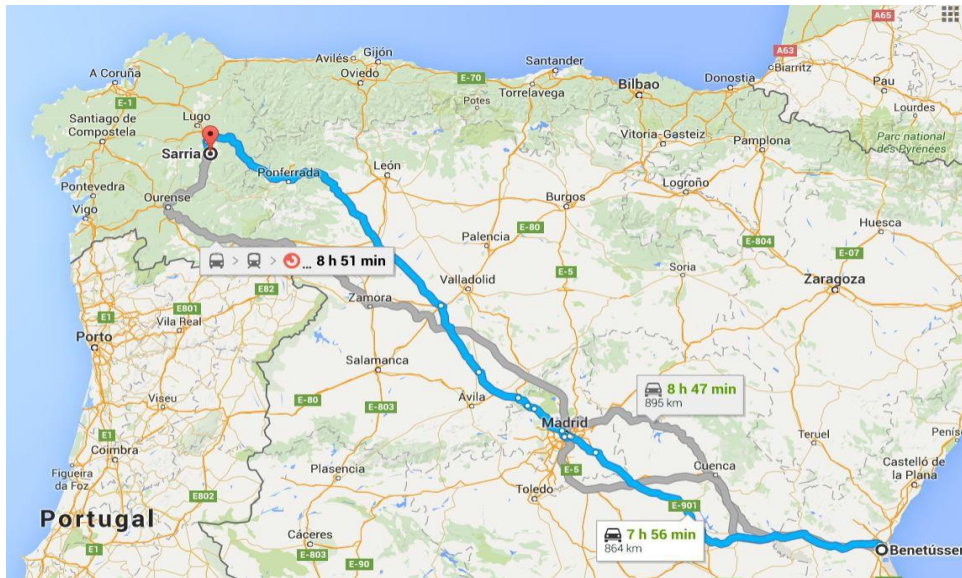 A65
A63
Gijón
Avilés
Oviedo
A Coruña
E-1
Santiago de
Compostela
Lugo
Sarria
E-70
Santander
Torrelavega
Potes
Bilbao
Donostia
Biarritz
Pau
Lourdes
Parc national
des Pyrénées
Vitoria-Gasteiz
Pamplona
León
Ponferrada
Pontevedra
Vigo
Ourense
Logroño
Burgos
Huesca
Palencia
E-80
E-804
E-07
... 8 h 51 min
E-5
Soria
Zaragoza
Valladolid
E82
Zamora
E801
E1
Vila Real
Porto
Salamanca
Ávila
E-80
E-803
8 h 47 min
895 km
Viseu
Madrid
E1
Coimbra
Teruel
Penís
Castelló de
la Plana
Figueira
da Foz
Plasencia
E-5
Cuenca
Toledo
E802
E-901
Portugal
7 h 56 min
864 km
Cáceres
E1
E-803
E-90
Benetússer